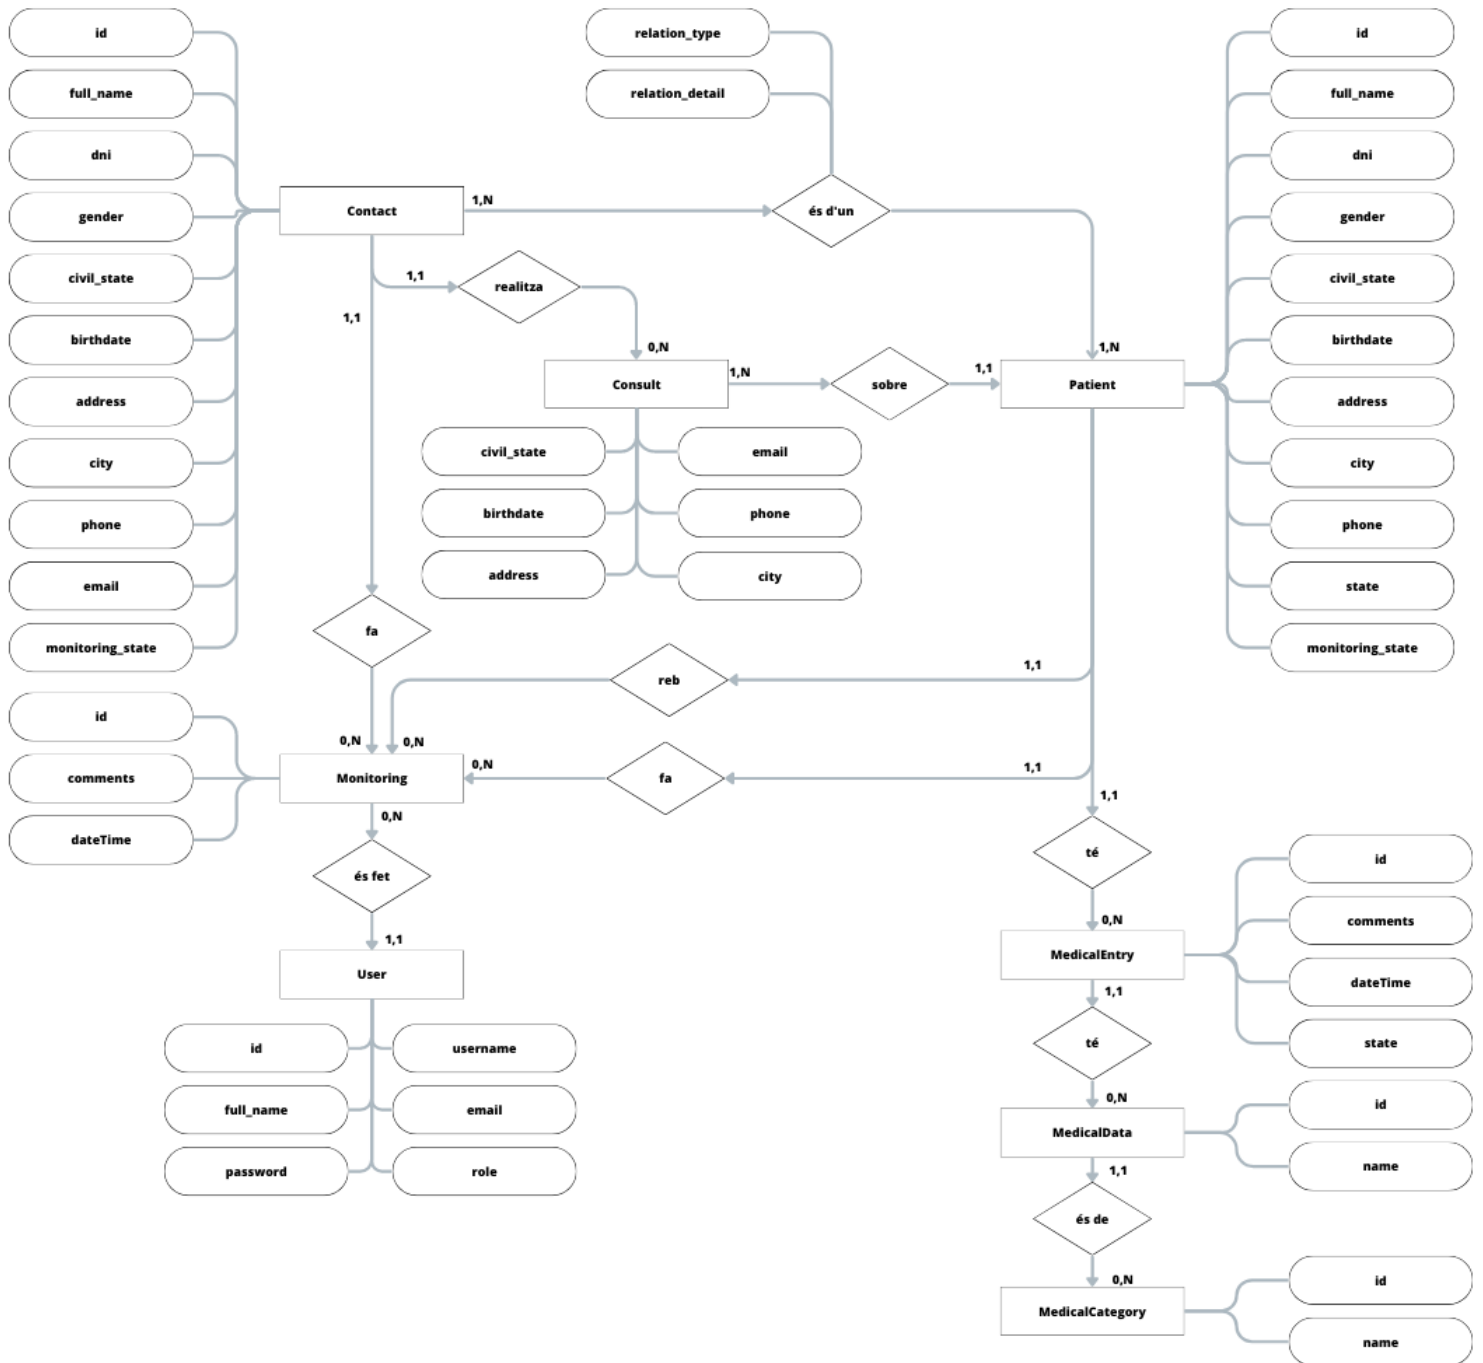 id
relation_type
id
full_name
relation_detail
full_name
dni
dni
1,N
Contact
és d'un
gender
gender
civil_state
1,1
realitza
civil_state
1,1
birthdate
0,N
1,N
birthdate
Consult
1,N
sobre
1,1
Patient
address
address
city
civil_state
email
city
phone
birthdate
phone
phone
email
address
city
state
fa
monitoring_state
monitoring_state
reb
1,1
id
0,N
0,N
comments
Monitoring
0,N
fa
1,1
1,1
0,N
dateTime
té
id
és fet
0,N
comments
1,1
User
MedicalEntry
dateTime
1,1
id
username
té
state
full_name
email
0,N
id
MedicalData
password
role
1,1
name
és de
0,N
id
MedicalCategory
name